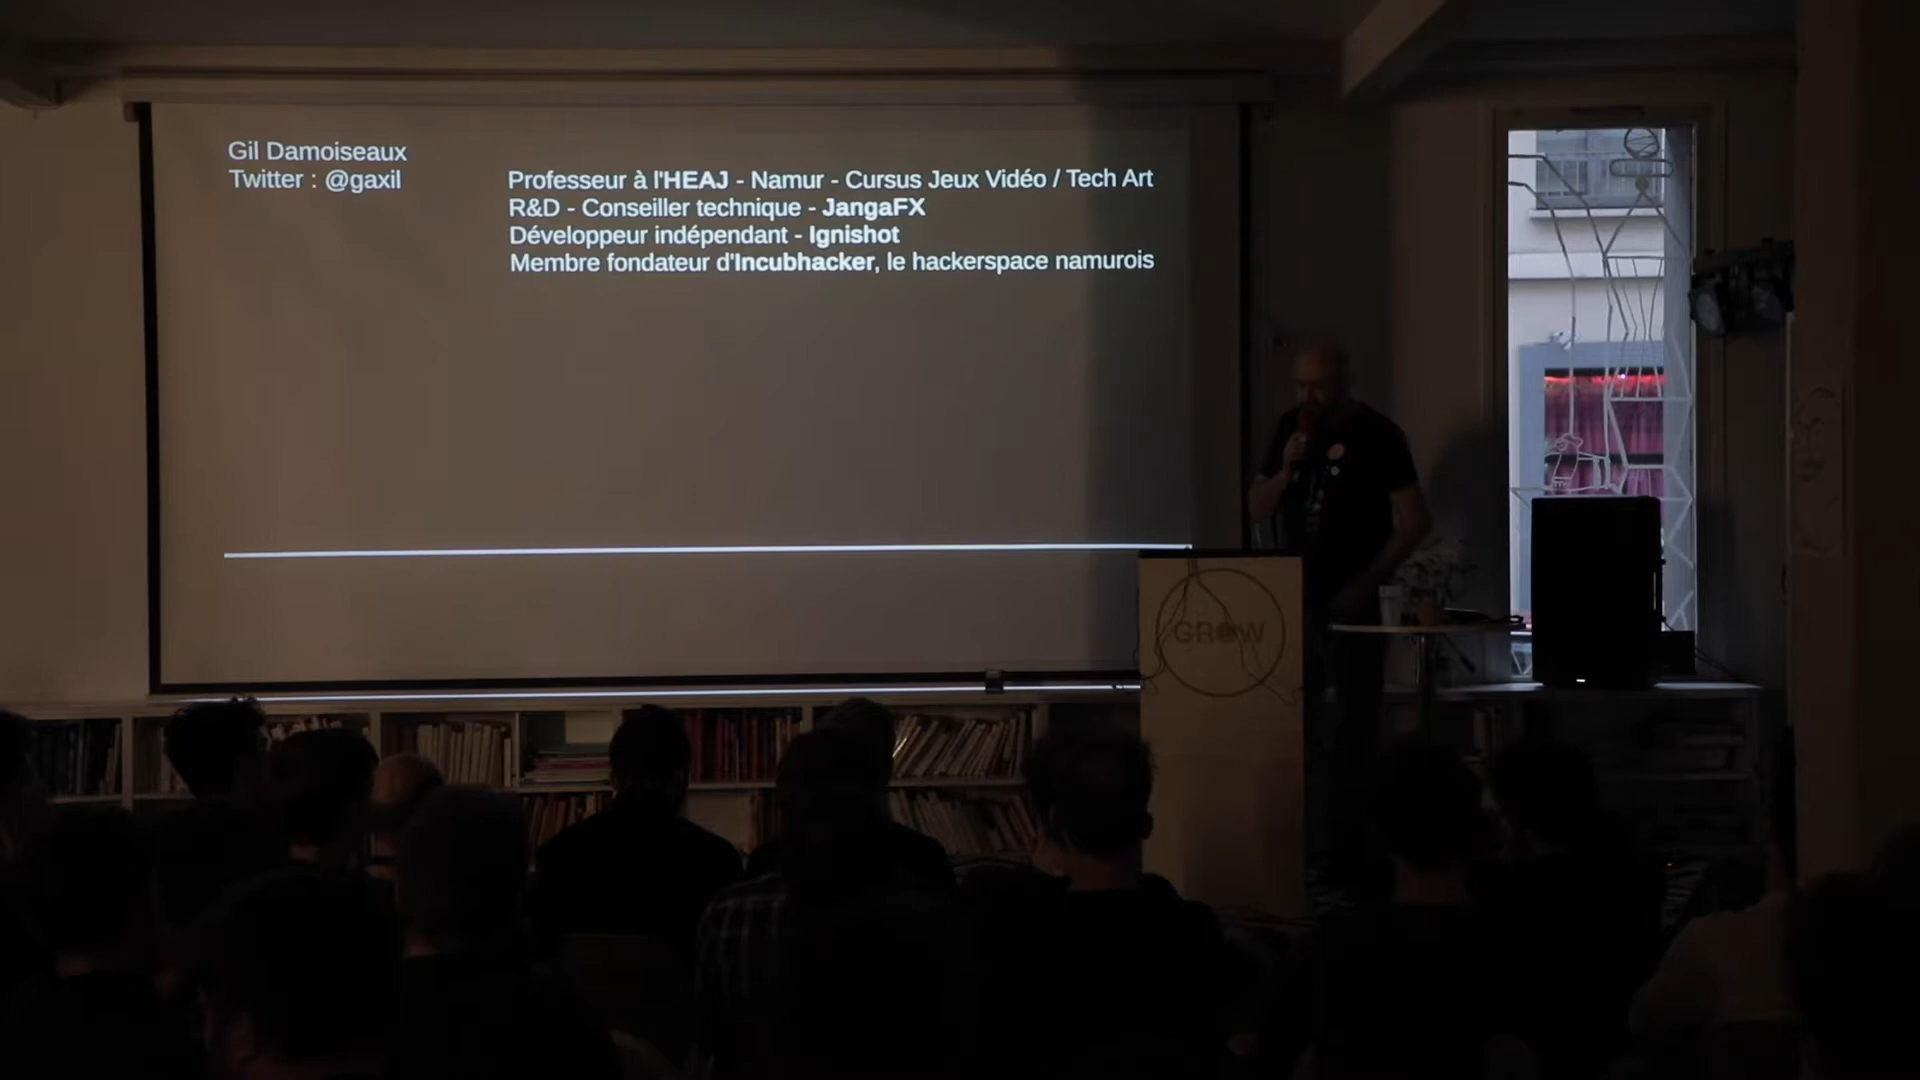 Gil Damoiseaux
Twitter : @gaxil
Professeur à l'HEAJ - Namur - Cursus Jeux Vidéo / Tech Art
R&D - Conseiller technique - JangaFX
Développeur indépendant - Ignishot
Membre fondateur d'Incubhacker, le hackerspace namurois
GROW